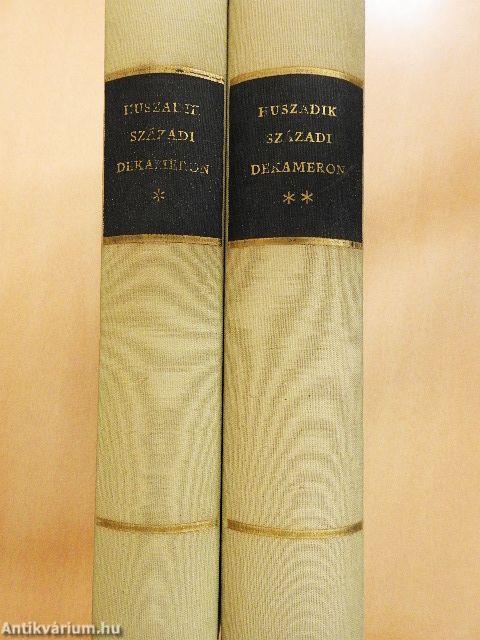 HUSZADIK
SZÁZADI
DEKAMERON
*
HUSZADIK
SZÁZADI
DEKAMERON
**
Antikvárium.hu